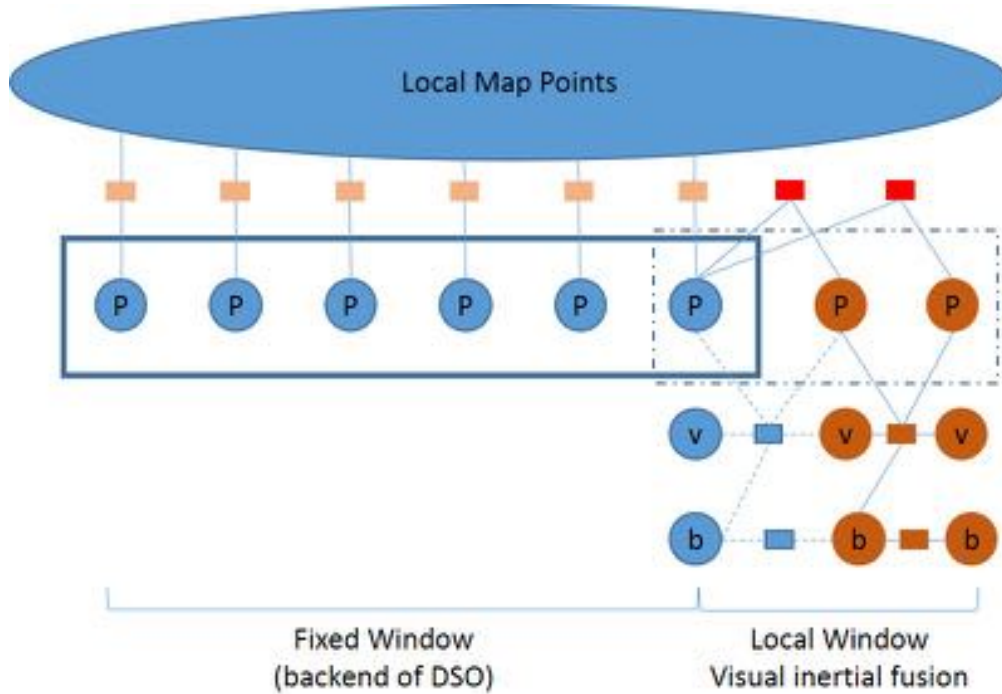 Local Map Points
P P P P P P P P
v v v
b b b
Fixed Window
(backend of DSO)
Local Window
Visual inertial fusion